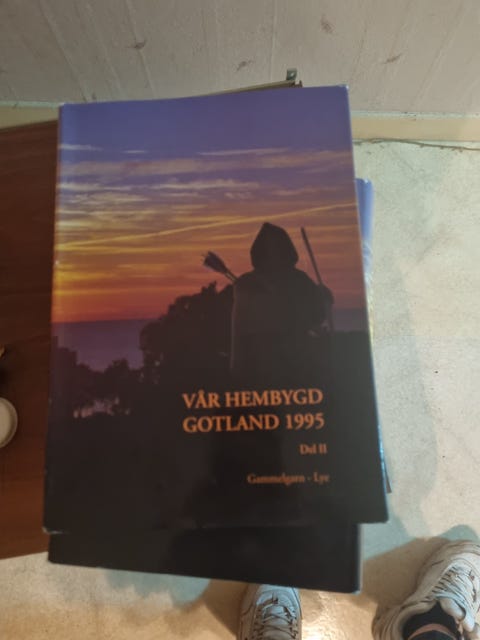 VÅR HEMBYGD
GOTLAND 1995
Del II
Gammelgarn - Lye